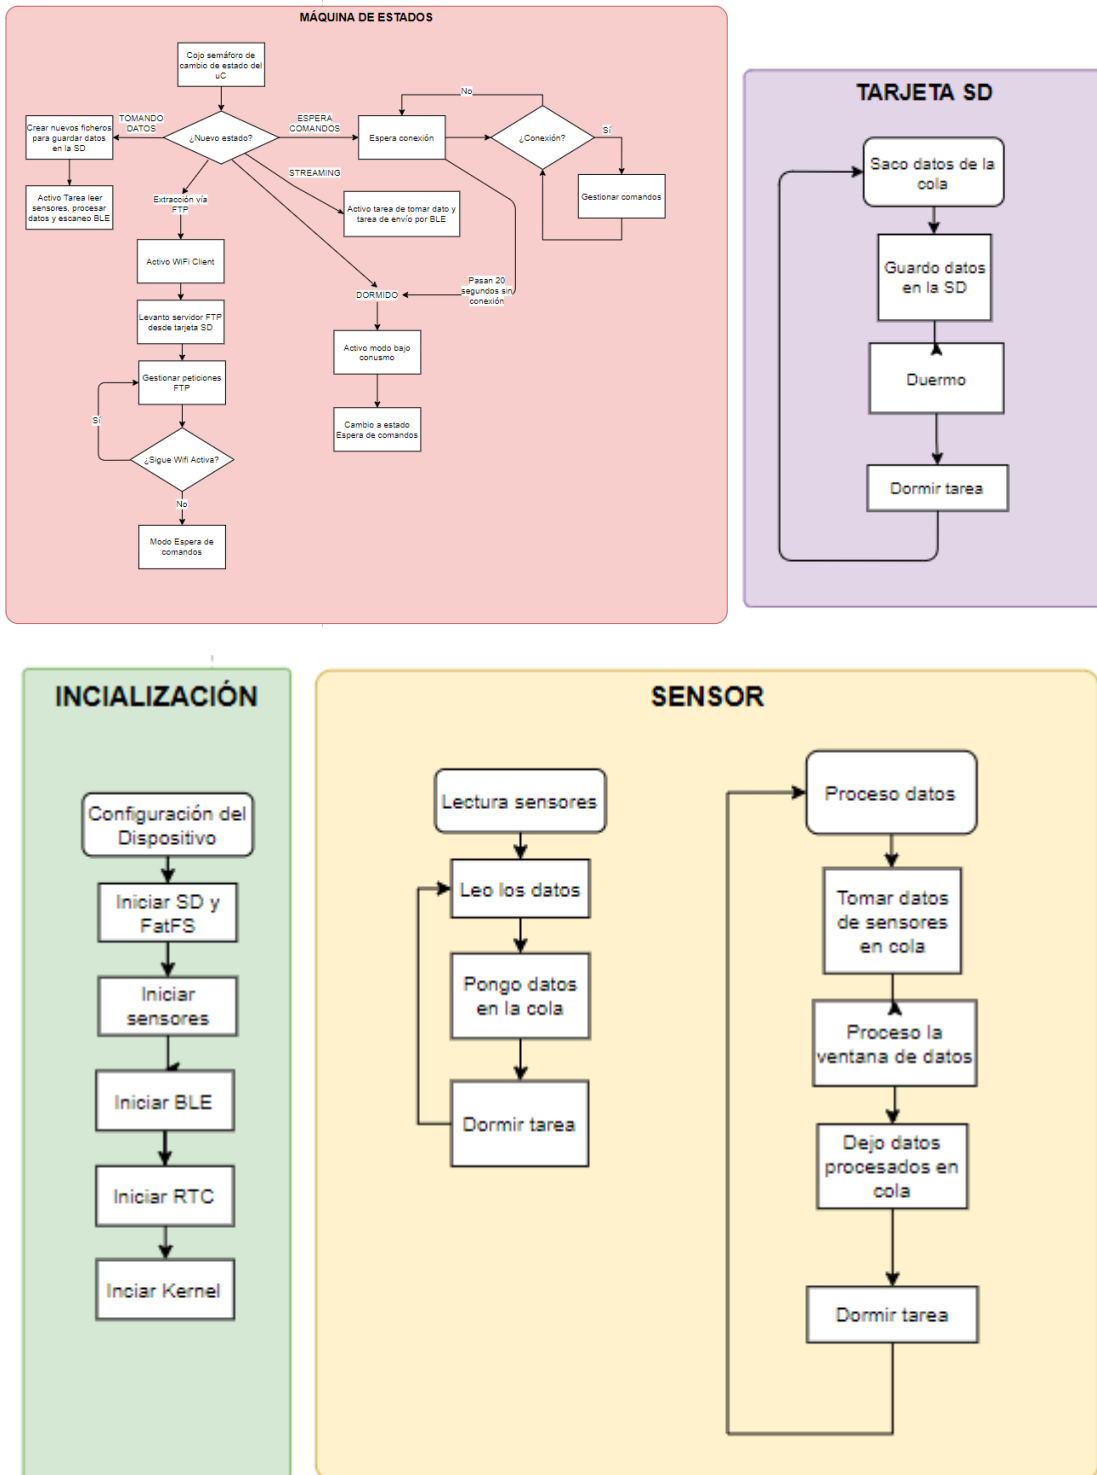 MÁQUINA DE ESTADOS
Cojo semáforo de
cambio de estado del
uC
¿Nuevo estado?
TOMANDO
DATOS
Crear nuevos ficheros
para guardar datos
en la SD
Activo Tarea leer
sensores, procesar
datos y escaneo BLE
Extracción vía
FTP
Activo WiFi Client
Levanto servidor FTP
desde tarjeta SD
Gestionar peticiones
FTP
Sí
¿Sigue Wifi Activa?
No
Modo Espera de
comandos
ESPERA
COMANDOS
Espera conexión
No
¿Conexión?
Sí
Gestionar comandos
STREAMING
Activo tarea de tomar dato y
tarea de envío por BLE
Pasan 20
segundos sin
conexión
DORMIDO
Activo modo bajo
conusmo
Cambio a estado
Espera de comandos
TARJETA SD
Saco datos de la
cola
Guardo datos
en la SD
Duermo
Dormir tarea
INCIALIZACIÓN
Configuración del
Dispositivo
Iniciar SD y
FatFS
Iniciar
sensores
Iniciar BLE
Iniciar RTC
Inciar Kernel
SENSOR
Lectura sensores
Leo los datos
Pongo datos
en la cola
Dormir tarea
Proceso datos
Tomar datos
de sensores
en cola
Proceso la
ventana de datos
Dejo datos
procesados en
cola
Dormir tarea